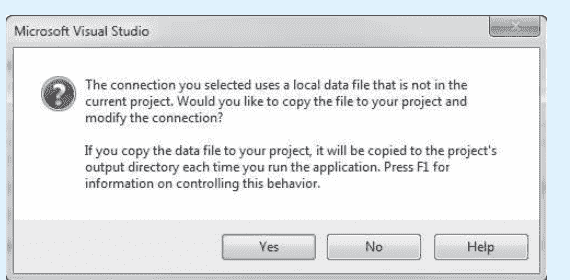 Microsoft Visual Studio
The connection you selected uses a local data file that is not in the
current project. Would you like to copy the file to your project and
modify the connection?
If you copy the data file to your project, it will be copied to the project's
output directory each time you run the application. Press F1 for
information on controlling this behavior.
Yes No Help